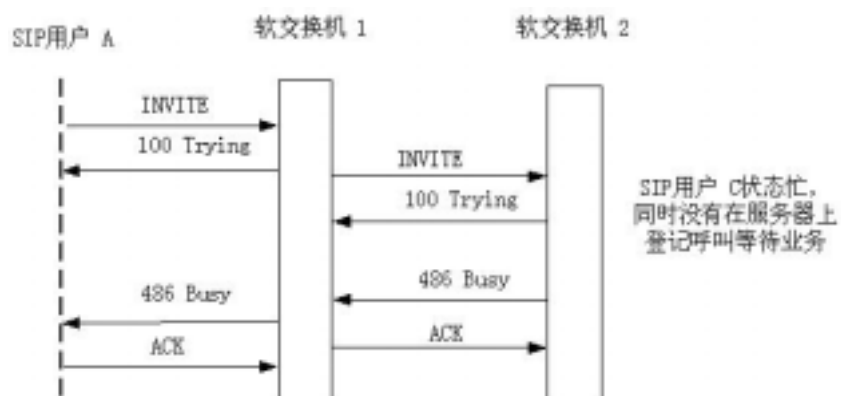 SIP用户 A
软交换机 1
软交换机 2
INVITE
100 Trying
INVITE
100 Trying
SIP用户 C状态忙,
同时没有在服务器上
登记呼叫等待业务
486 Busy
486 Busy
ACK
ACK